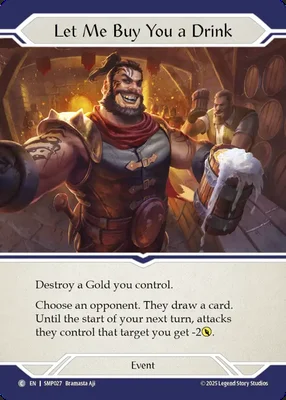 Let Me Buy You a Drink
Destroy a Gold you control.
Choose an opponent. They draw a card.
Until the start of your next turn, attacks
they control that target you get -2
Event
C EN | SMP027 Bramasta Aji
©2025 Legend Story Studios